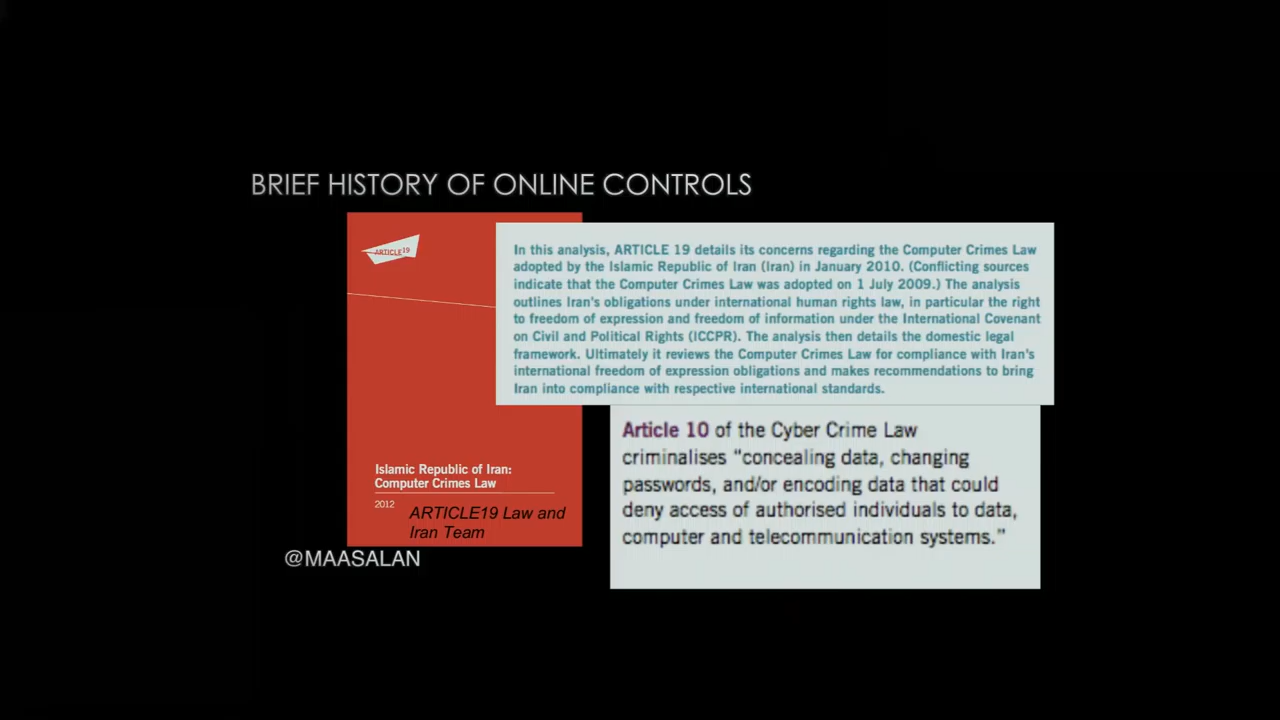 BRIEF HISTORY OF ONLINE CONTROLS
ARTICLE 19
In this analysis, ARTICLE 19 details its concerns regarding the Computer Crimes Law
adopted by the Islamic Republic of Iran (Iran) in January 2010. (Conflicting sources
indicate that the Computer Crimes Law was adopted on 1 July 2009.) The analysis
outlines Iran's obligations under international human rights law, in particular the right
to freedom of expression and freedom of information under the International Covenant
on Civil and Political Rights (ICCPR). The analysis then details the domestic legal
framework. Ultimately it reviews the Computer Crimes Law for compliance with Iran's
international freedom of expression obligations and makes recommendations to bring
Iran into compliance with respective international standards.
Article 10 of the Cyber Crime Law
criminalises "concealing data, changing
passwords, and/or encoding data that could
deny access of authorised individuals to data,
computer and telecommunication systems."
Islamic Republic of Iran:
Computer Crimes Law
2012
ARTICLE19 Law and
Iran Team
@MAASALAN